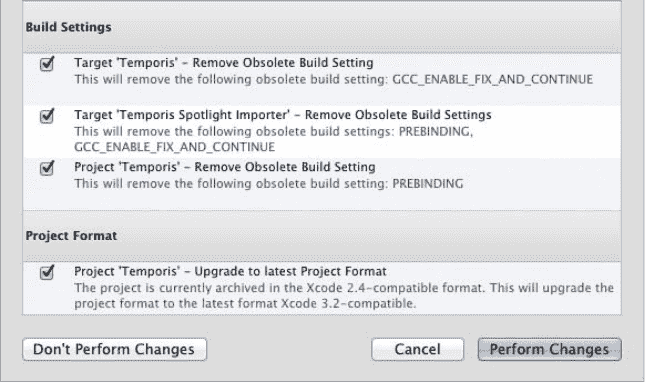 Build Settings
Target 'Temporis' – Remove Obsolete Build Setting
This will remove the following obsolete build setting: GCC_ENABLE_FIX_AND_CONTINUE
Target 'Temporis Spotlight Importer' – Remove Obsolete Build Settings
This will remove the following obsolete build settings: PREBINDING,
GCC_ENABLE_FIX_AND_CONTINUE
Project 'Temporis' – Remove Obsolete Build Setting
This will remove the following obsolete build setting: PREBINDING
Project Format
Project 'Temporis' – Upgrade to latest Project Format
The project is currently archived in the Xcode 2.4-compatible format. This will upgrade the
project format to the latest format Xcode 3.2-compatible.
Don't Perform Changes
Cancel
Perform Changes